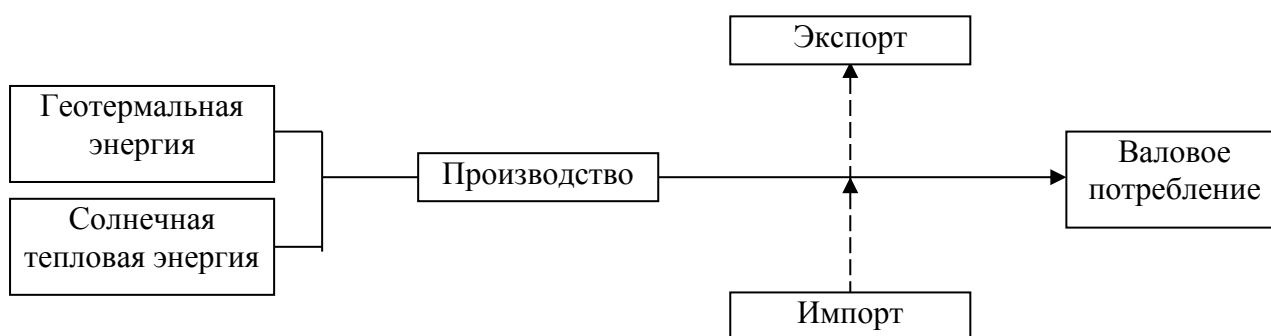 Экспорт
Геотермальная
энергия
Производство
Валовое
потребление
Солнечная
тепловая энергия
Импорт